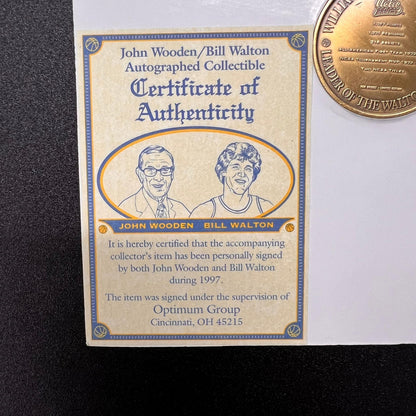 John Wooden/Bill Walton
Autographed Collectible
Certificate of
Authenticity
JOHN WOODEN BILL WALTON
It is hereby certified that the accompanying
collector's item has been personally signed
by both John Wooden and Bill Walton
during 1997.
The item was signed under the supervision of
Optimum Group
Cincinnati, OH 45215
WILLIA
LEADER OF THE WALTO